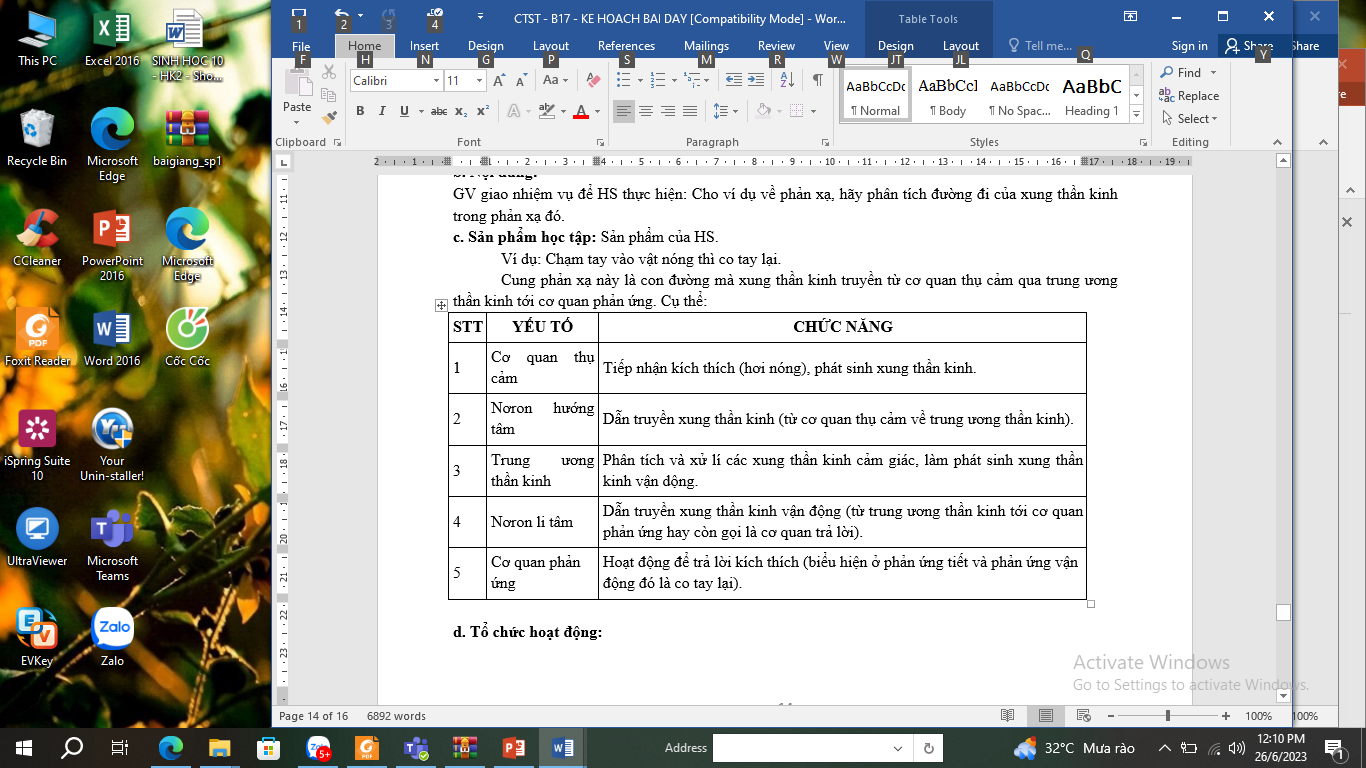 This PC
Excel 2016
SINH HOC 10 - HK2 - Sho...
Recycle Bin
Microsoft Edge
baigiang_sp1
CCleaner
PowerPoint 2016
Microsoft Edge
Foxit Reader
Word 2016
Cốc Cốc
iSpring Suite 10
Your Unin-staller!
UltraViewer
Microsoft Teams
EVKey
Zalo
1 2 3 4
CTST - B17 - KE HOACH BAI DAY [Compatibility Mode] - Wor...
Table Tools
File Home Insert Design Layout References Mailings Review View Design Layout Tell me... Sign in Share Share
F H N G P S M R W JT JL Q Y
Paste
Calibri 11
Clipboard Font Paragraph Styles Editing
AaBbCcDc AaBbCcI AaBbCcDc AaBbC
¶ Normal ¶ Body ¶ No Spac... Heading 1
Find
Replace
Select
b. Nội dung:
GV giao nhiệm vụ để HS thực hiện: Cho ví dụ về phản xạ, hãy phân tích đường đi của xung thần kinh
trong phản xạ đó.
c. Sản phẩm học tập: Sản phẩm của HS.
Ví dụ: Chạm tay vào vật nóng thì co tay lại.
Cung phản xạ này là con đường mà xung thần kinh truyền từ cơ quan thụ cảm qua trung ương
thần kinh tới cơ quan phản ứng. Cụ thể:
STT YẾU TỐ CHỨC NĂNG
1 Cơ quan thụ cảm Tiếp nhận kích thích (hơi nóng), phát sinh xung thần kinh.
2 Nơron hướng tâm Dẫn truyền xung thần kinh (từ cơ quan thụ cảm về trung ương thần kinh).
3 Trung ương thần kinh Phân tích và xử lí các xung thần kinh cảm giác, làm phát sinh xung thần
kinh vận động.
4 Nơron li tâm Dẫn truyền xung thần kinh vận động (từ trung ương thần kinh tới cơ quan
phản ứng hay còn gọi là cơ quan trả lời).
5 Cơ quan phản ứng Hoạt động để trả lời kích thích (biểu hiện ở phản ứng tiết và phản ứng vận
động đó là co tay lại).
d. Tổ chức hoạt động:
Activate Windows
Go to Settings to activate Windows.
Page 14 of 16 6892 words 100% 100%
Address
32°C Mưa rào
12:10 PM
26/6/2023